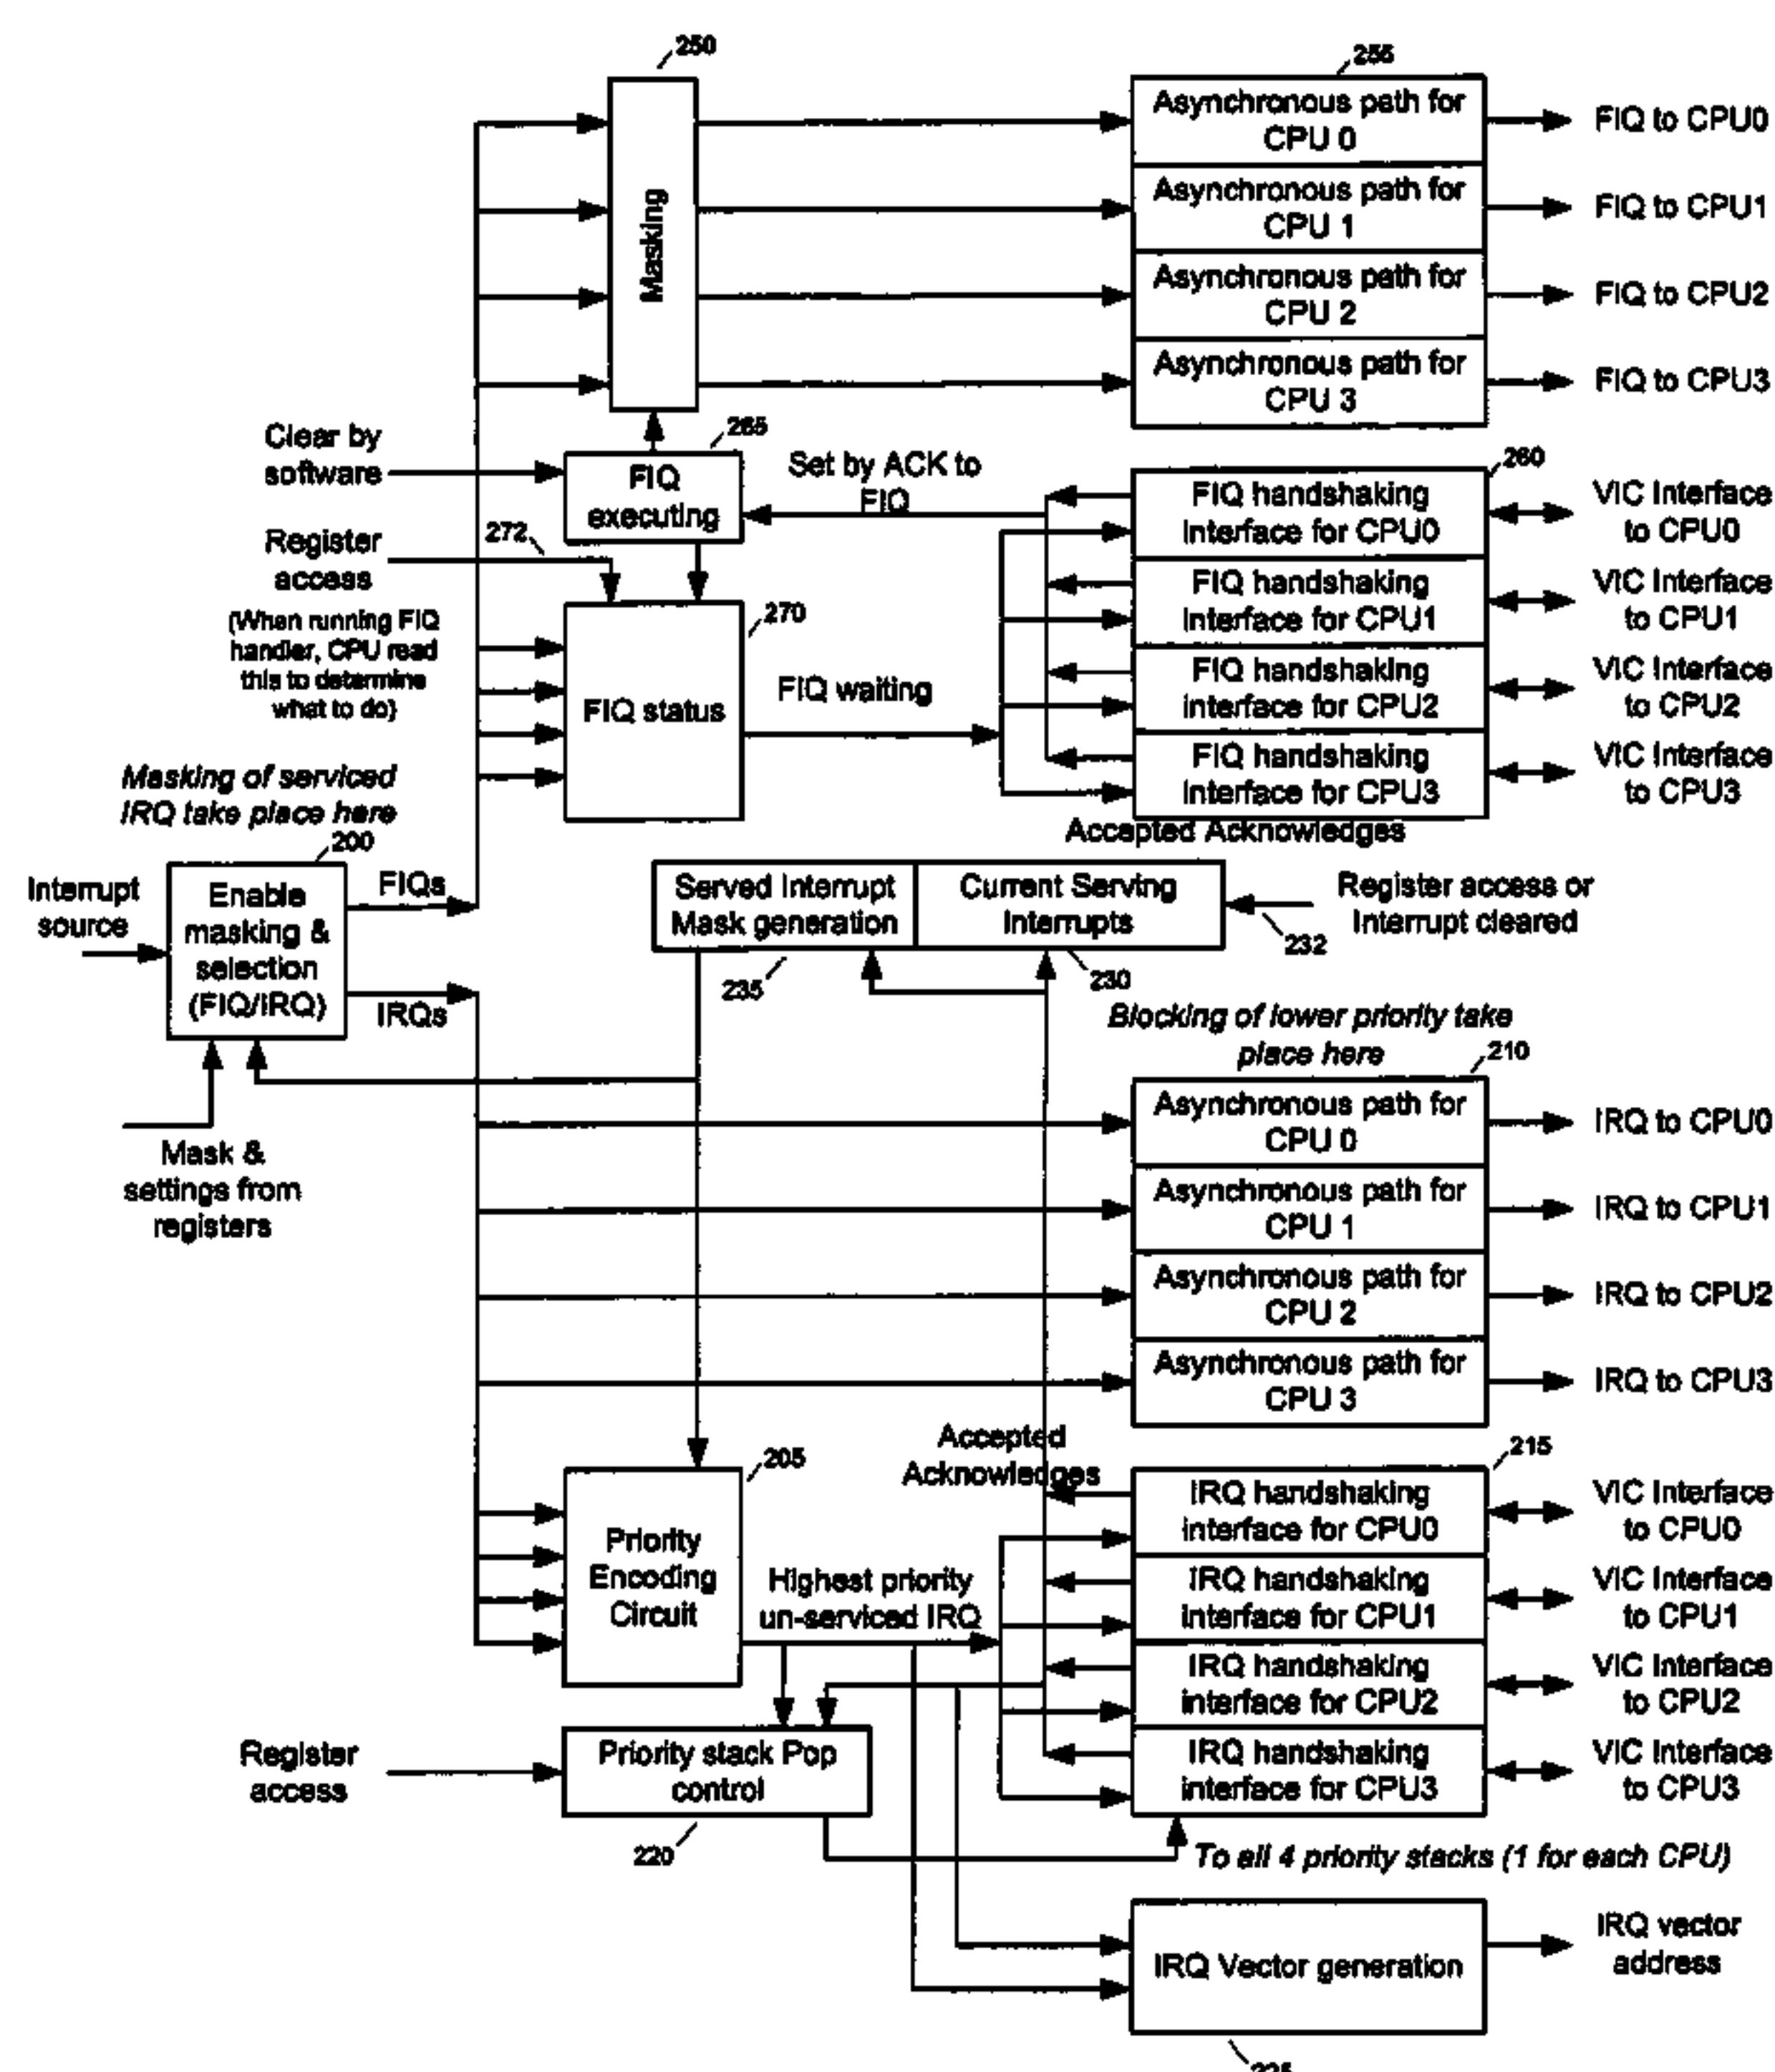 250
255
Masking
Asynchronous path for
CPU 0
FIQ to CPU0
Asynchronous path for
CPU 1
FIQ to CPU1
Asynchronous path for
CPU 2
FIQ to CPU2
Asynchronous path for
CPU 3
FIQ to CPU3
Clear by
software
265
FIQ
executing
Set by ACK to
FIQ
260
FIQ handshaking
interface for CPU0
VIC Interface
to CPU0
FIQ handshaking
interface for CPU1
VIC Interface
to CPU1
FIQ handshaking
interface for CPU2
VIC Interface
to CPU2
FIQ handshaking
interface for CPU3
VIC Interface
to CPU3
Register
access
272
(When running FIQ
handler, CPU read
this to determine
what to do)
270
FIQ status
FIQ waiting
Masking of serviced
IRQ take place here
200
Interrupt
source
Enable
masking &
selection
(FIQ/IRQ)
FIQs
IRQs
Mask &
settings from
registers
Accepted Acknowledges
Served Interrupt
Mask generation
Current Serving
Interrupts
Register access or
Interrupt cleared
232
235
230
Blocking of lower priority take
place here
210
Asynchronous path for
CPU 0
IRQ to CPU0
Asynchronous path for
CPU 1
IRQ to CPU1
Asynchronous path for
CPU 2
IRQ to CPU2
Asynchronous path for
CPU 3
IRQ to CPU3
205
Priority
Encoding
Circuit
Accepted
Acknowledges
Highest priority
un-serviced IRQ
215
IRQ handshaking
interface for CPU0
VIC Interface
to CPU0
IRQ handshaking
interface for CPU1
VIC Interface
to CPU1
IRQ handshaking
interface for CPU2
VIC Interface
to CPU2
IRQ handshaking
interface for CPU3
VIC Interface
to CPU3
Register
access
Priority stack Pop
control
220
To all 4 priority stacks (1 for each CPU)
IRQ Vector generation
IRQ vector
address
225